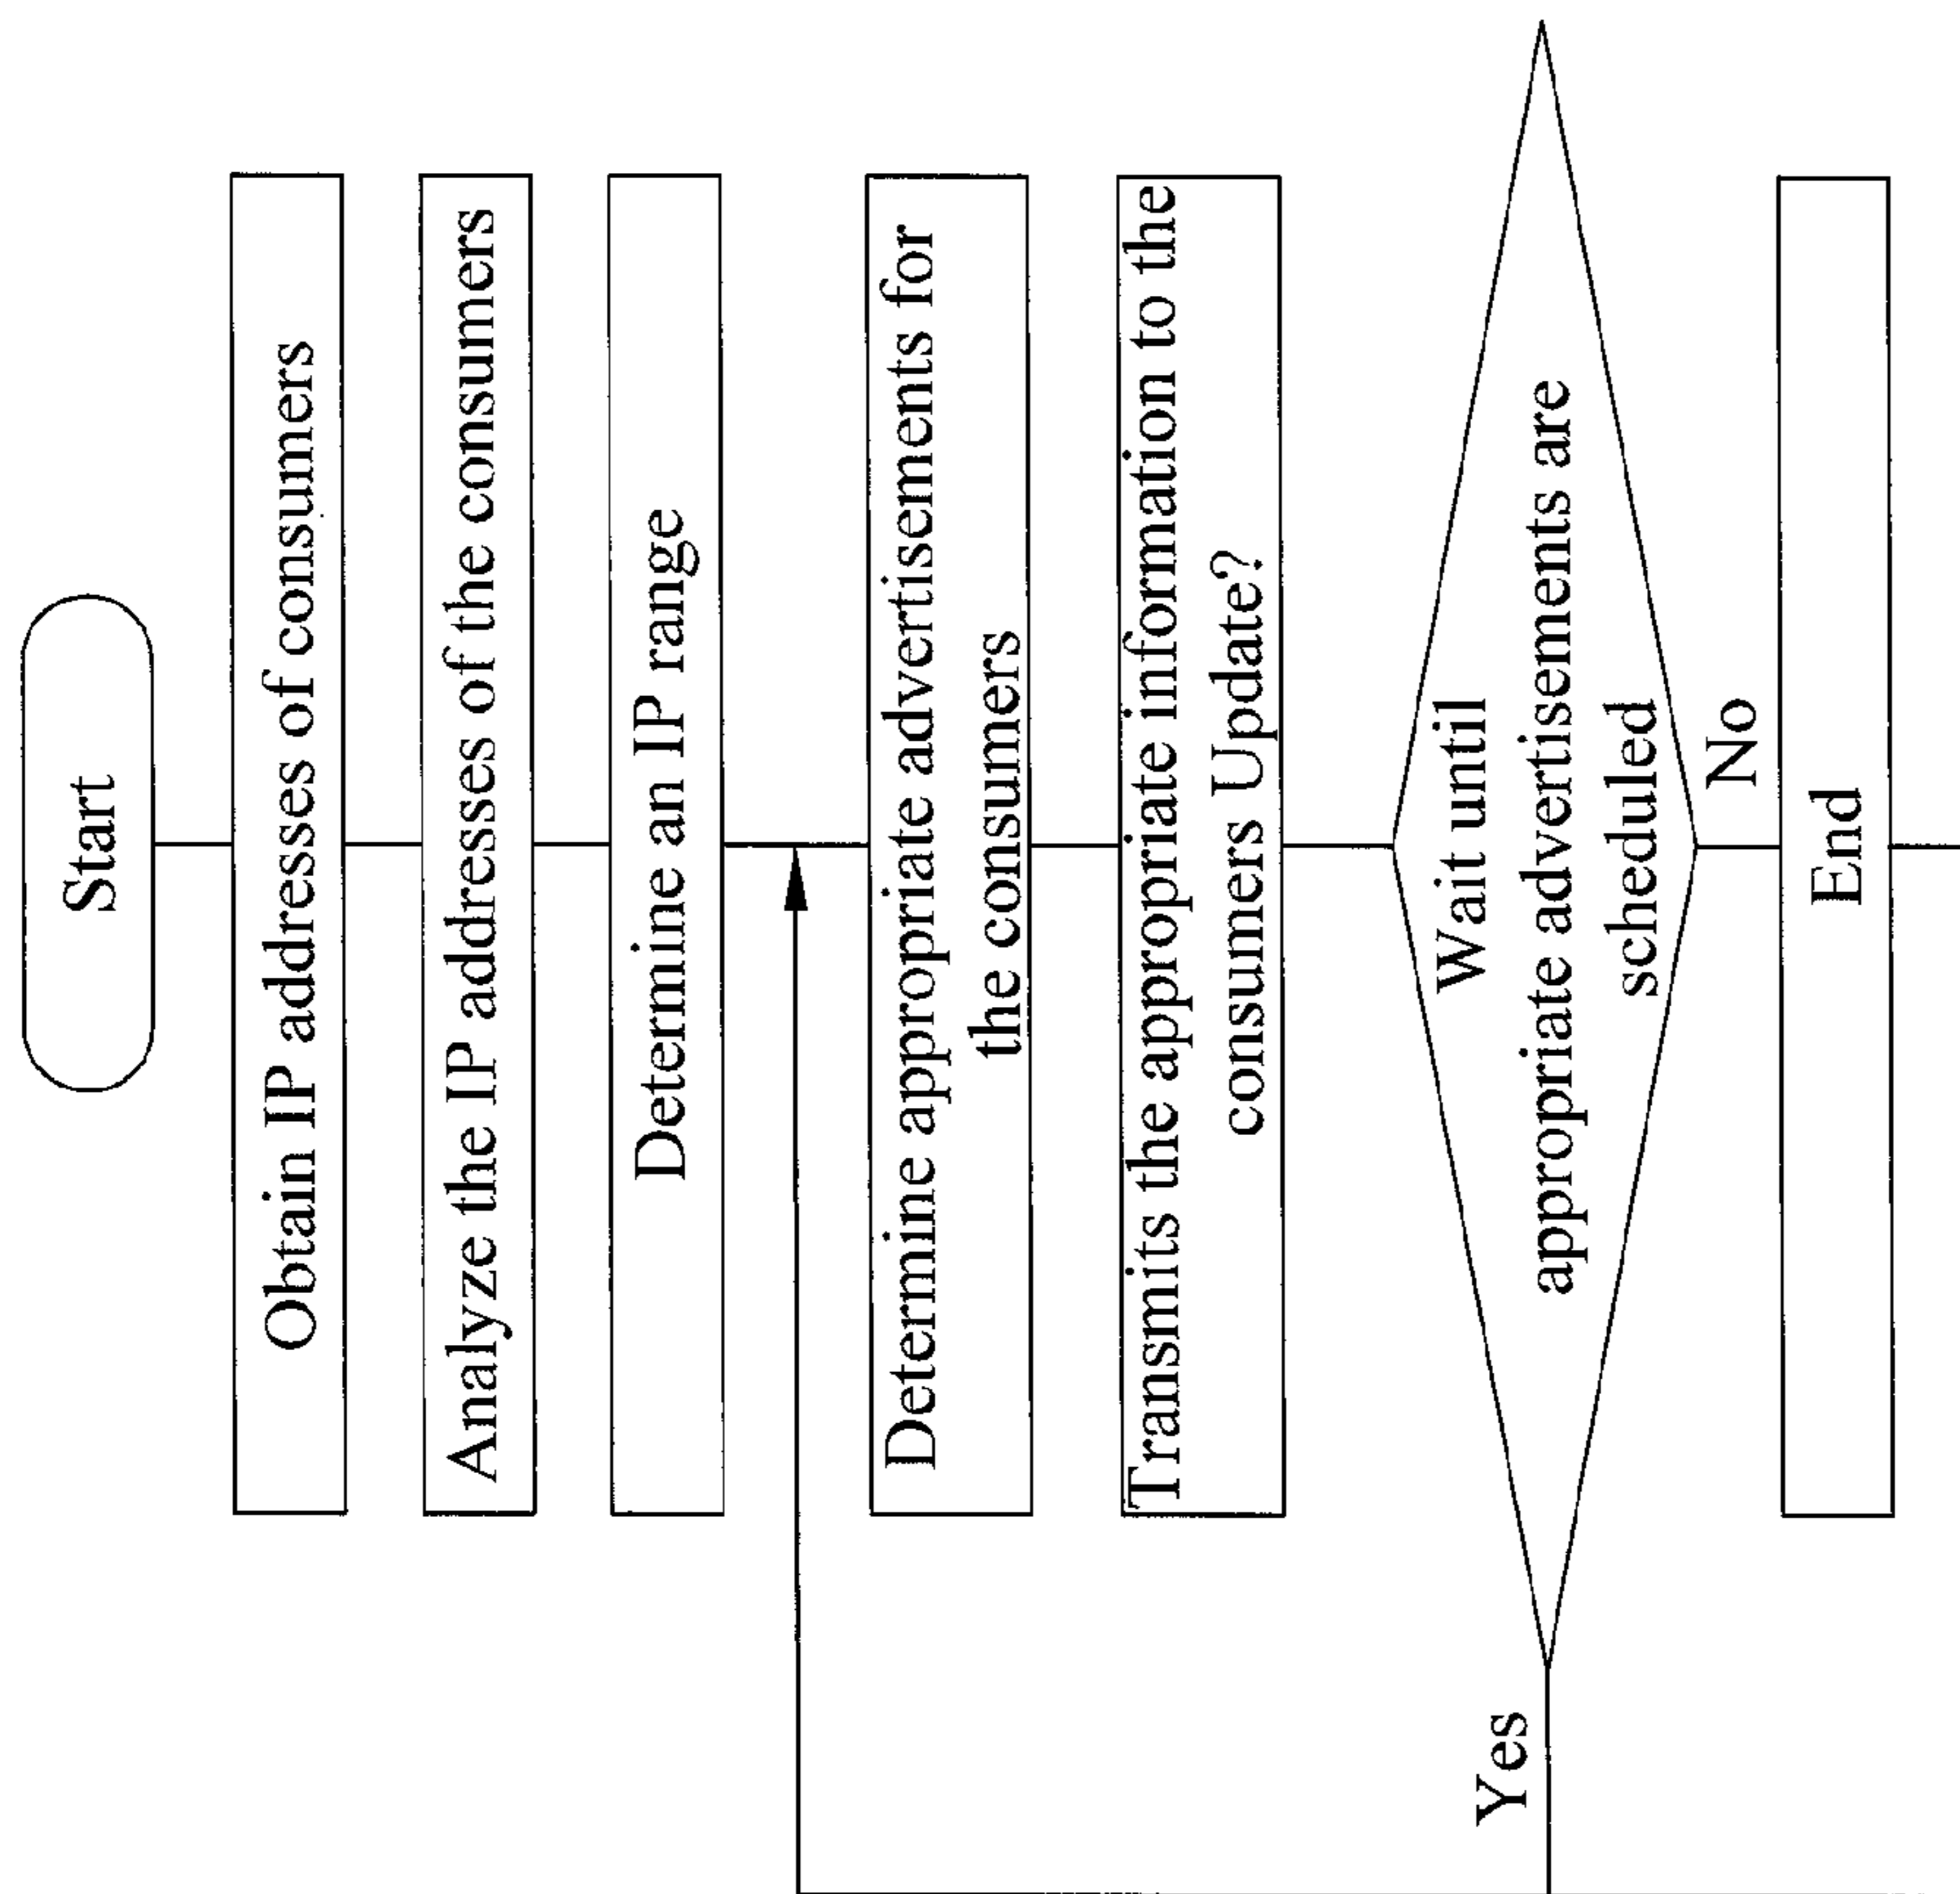 Start
Obtain IP addresses of consumers
Analyze the IP addresses of the consumers
Determine an IP range
Determine appropriate advertisements for
the consumers
Transmits the appropriate information to the
consumers Update?
Wait until
appropriate advertisements are
scheduled
Yes
No
End